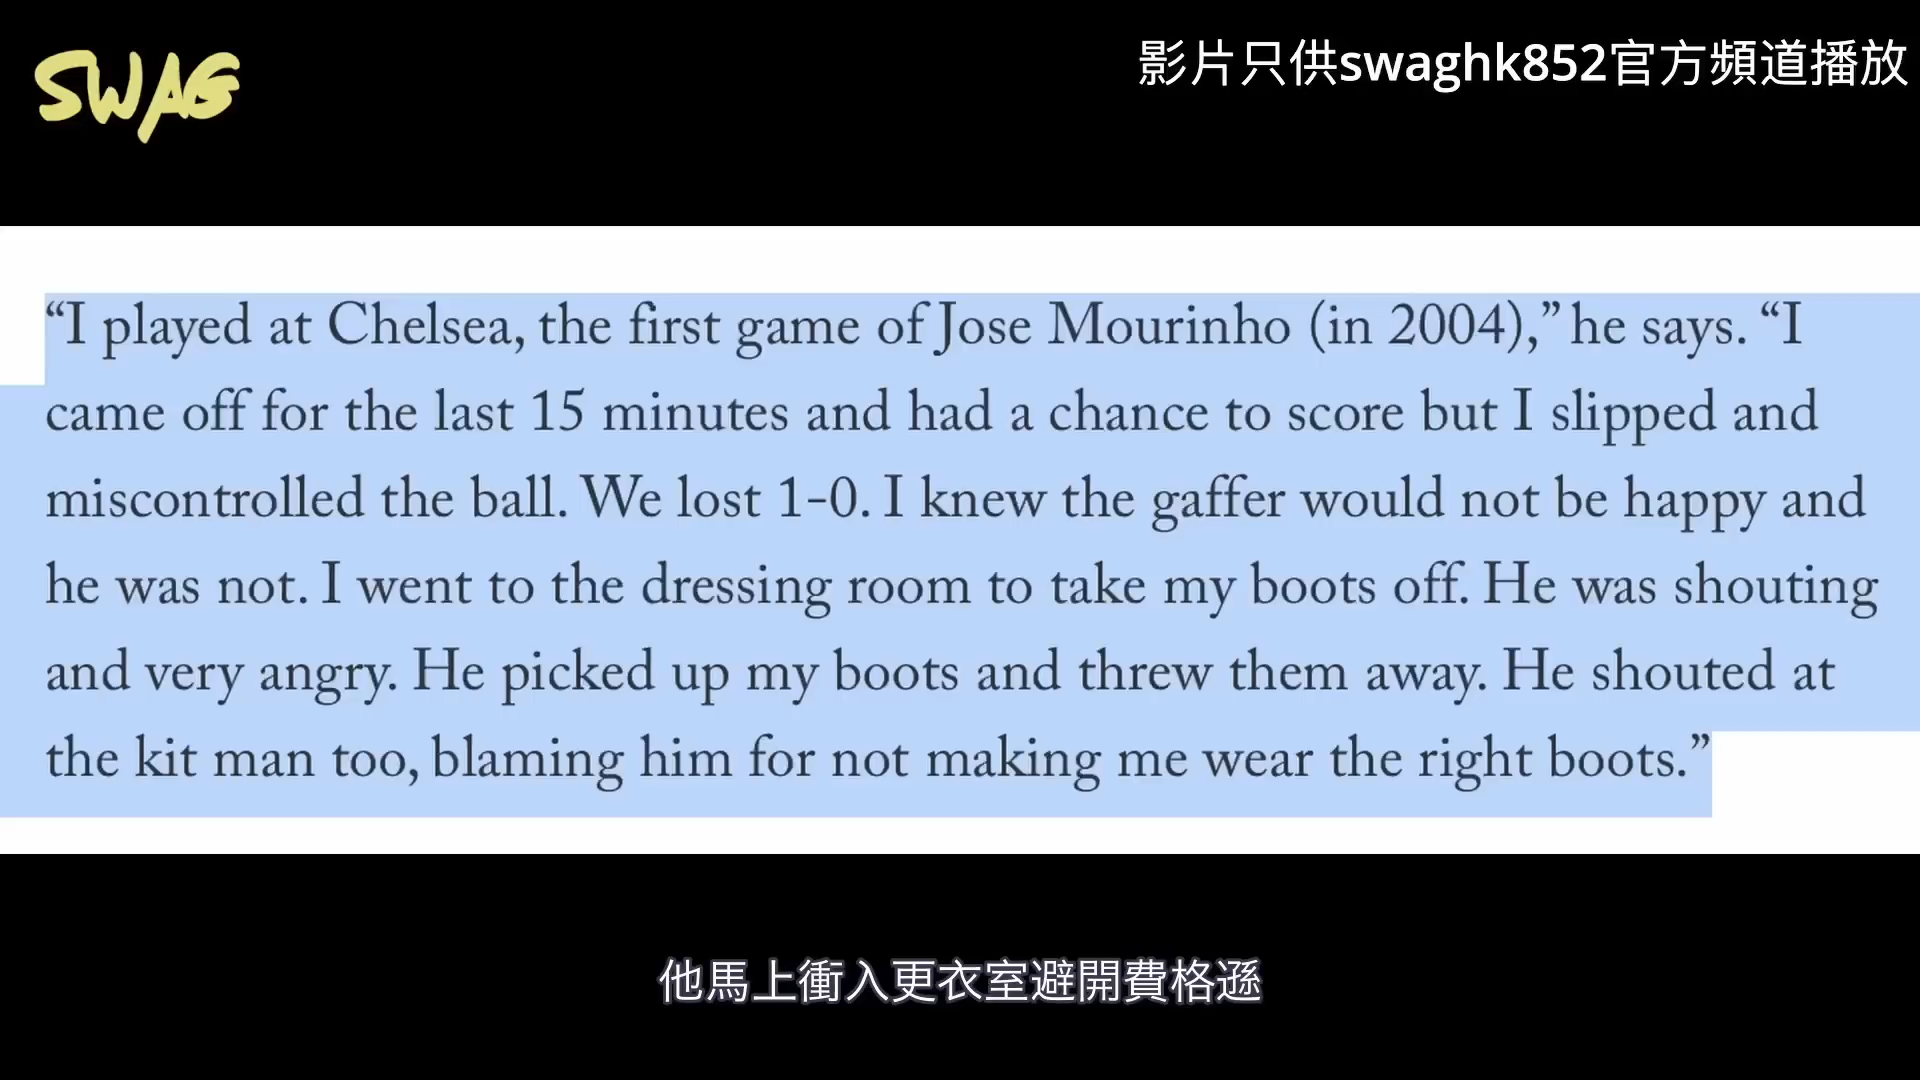 SWAG
影片只供swaghk852官方頻道播放
“I played at Chelsea, the first game of Jose Mourinho (in 2004),” he says. “I
came off for the last 15 minutes and had a chance to score but I slipped and
miscontrolled the ball. We lost 1-0. I knew the gaffer would not be happy and
he was not. I went to the dressing room to take my boots off. He was shouting
and very angry. He picked up my boots and threw them away. He shouted at
the kit man too, blaming him for not making me wear the right boots.”
他馬上衝入更衣室避開費格遜